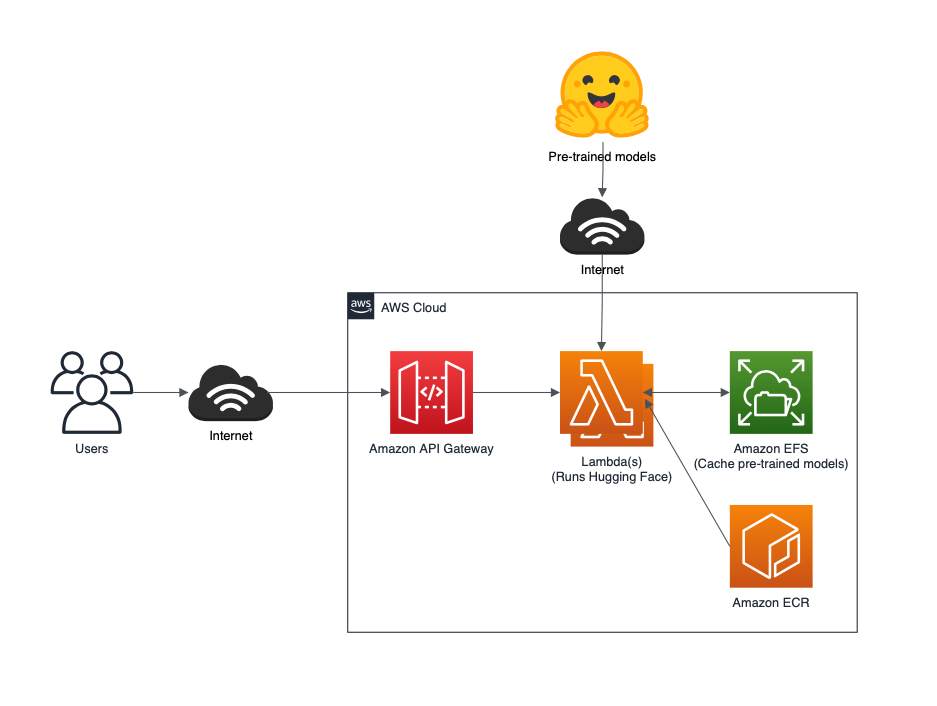 Pre-trained models
Internet
aws
AWS Cloud
Users
Internet
Amazon API Gateway
</>
Lambda(s)
(Runs Hugging Face)
Amazon EFS
(Cache pre-trained models)
Amazon ECR